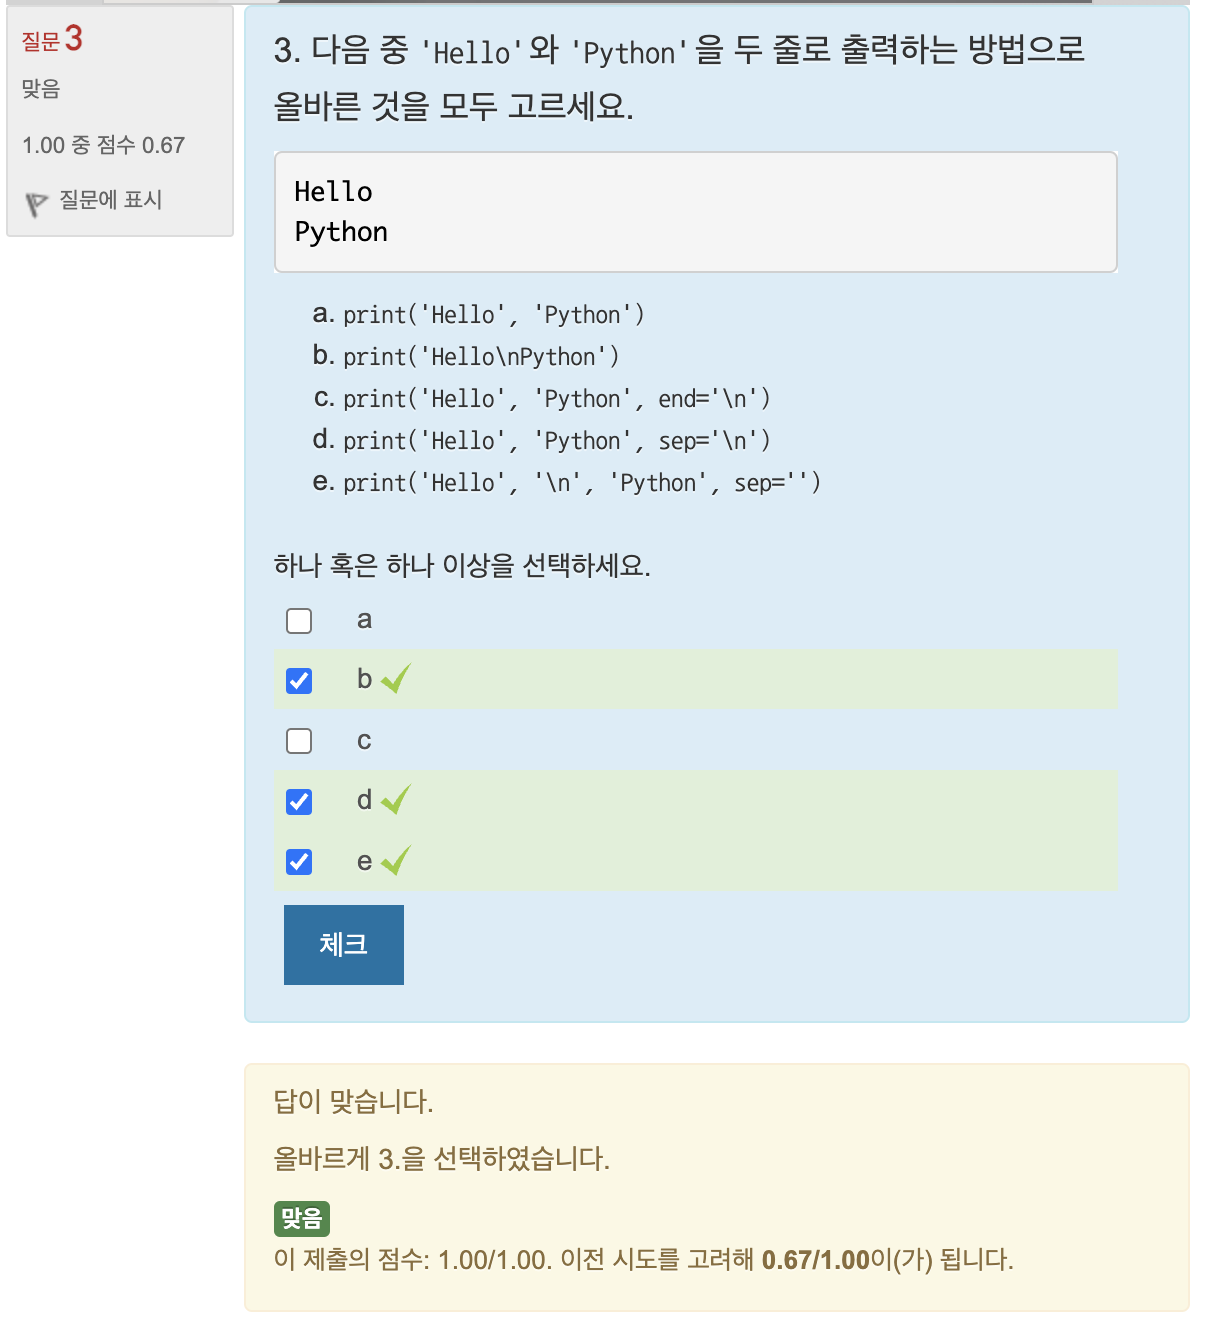 질문 3
맞음
1.00 중 점수 0.67
질문에 표시
3. 다음 중 'Hello'와 'Python'을 두 줄로 출력하는 방법으로
올바른 것을 모두 고르세요.
Hello
Python
a. print('Hello', 'Python')
b. print('Hello\nPython')
c. print('Hello', 'Python', end='\n')
d. print('Hello', 'Python', sep='\n')
e. print('Hello', '\n', 'Python', sep='')
하나 혹은 하나 이상을 선택하세요.
a
b
c
d
e
체크
답이 맞습니다.
올바르게 3.을 선택하였습니다.
맞음
이 제출의 점수: 1.00/1.00. 이전 시도를 고려해 0.67/1.00이(가) 됩니다.